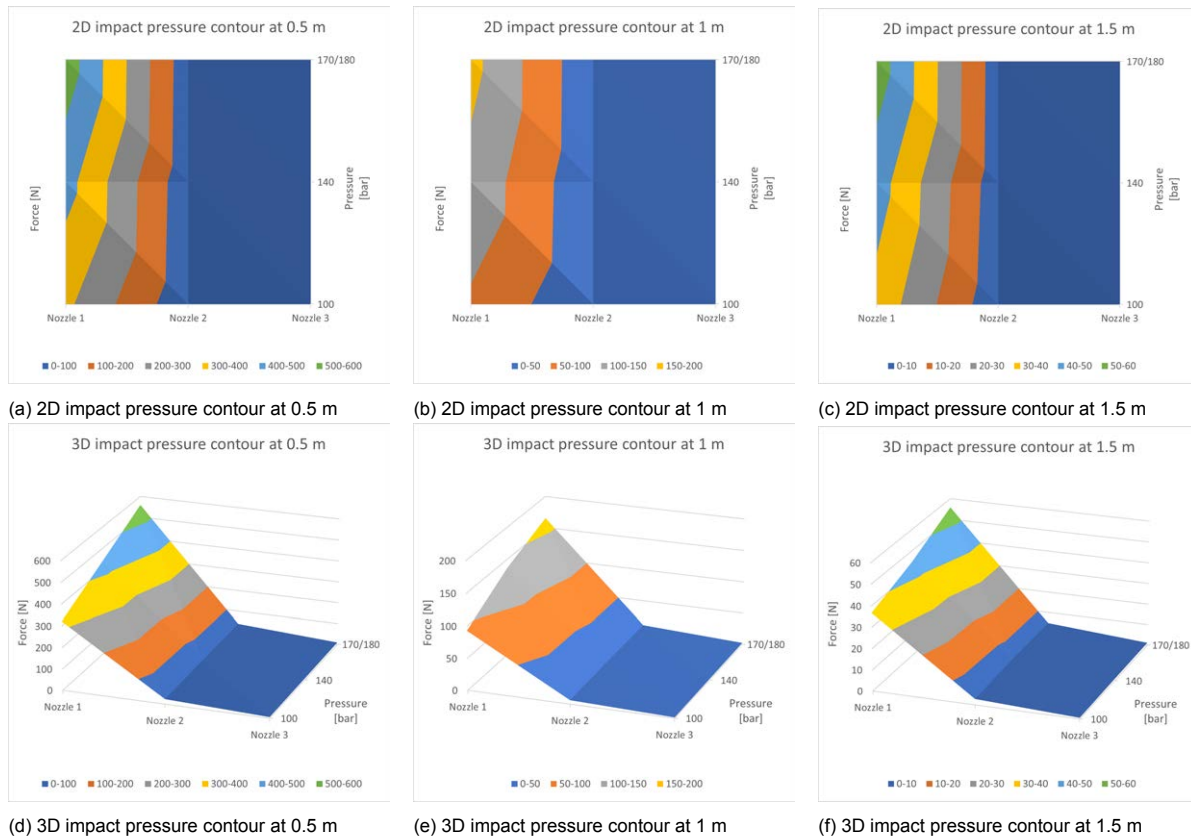 2D impact pressure contour at 0.5 m
170/180
140
100
Force [N]
Pressure
[bar]
Nozzle 1 Nozzle 2 Nozzle 3
0-100 100-200 200-300 300-400 400-500 500-600
(a) 2D impact pressure contour at 0.5 m
2D impact pressure contour at 1 m
170/180
140
100
Force [N]
Pressure
[bar]
Nozzle 1 Nozzle 2 Nozzle 3
0-50 50-100 100-150 150-200
(b) 2D impact pressure contour at 1 m
2D impact pressure contour at 1.5 m
170/180
140
100
Force [N]
Pressure
[bar]
Nozzle 1 Nozzle 2 Nozzle 3
0-10 10-20 20-30 30-40 40-50 50-60
(c) 2D impact pressure contour at 1.5 m
3D impact pressure contour at 0.5 m
600
500
400
300
200
100
0
Force [N]
170/180
140
100
Pressure
[bar]
Nozzle 1
Nozzle 2
Nozzle 3
0-100 100-200 200-300 300-400 400-500 500-600
(d) 3D impact pressure contour at 0.5 m
3D impact pressure contour at 1 m
200
150
100
50
0
Force [N]
170/180
140
100
Pressure
[bar]
Nozzle 1
Nozzle 2
Nozzle 3
0-50 50-100 100-150 150-200
(e) 3D impact pressure contour at 1 m
3D impact pressure contour at 1.5 m
60
50
40
30
20
10
0
Force [N]
170/180
140
100
Pressure
[bar]
Nozzle 1
Nozzle 2
Nozzle 3
0-10 10-20 20-30 30-40 40-50 50-60
(f) 3D impact pressure contour at 1.5 m